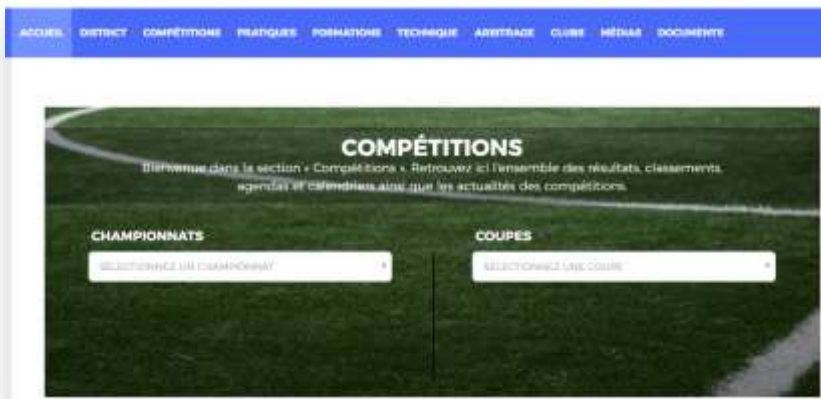 ACCUEIL DISTRICT COMPÉTITIONS PRATIQUES FORMATIONS TECHNIQUE ARBITRAGE CLUBS MÉDIAS DOCUMENTS
COMPÉTITIONS
Bienvenue dans la section « Compétitions ». Retrouvez ici l'ensemble des résultats, classements,
agendas et calendriers ainsi que les actualités des compétitions.
CHAMPIONNATS
COUPES
SÉLECTIONNEZ UN CHAMPIONNAT
SÉLECTIONNEZ UNE COUPE